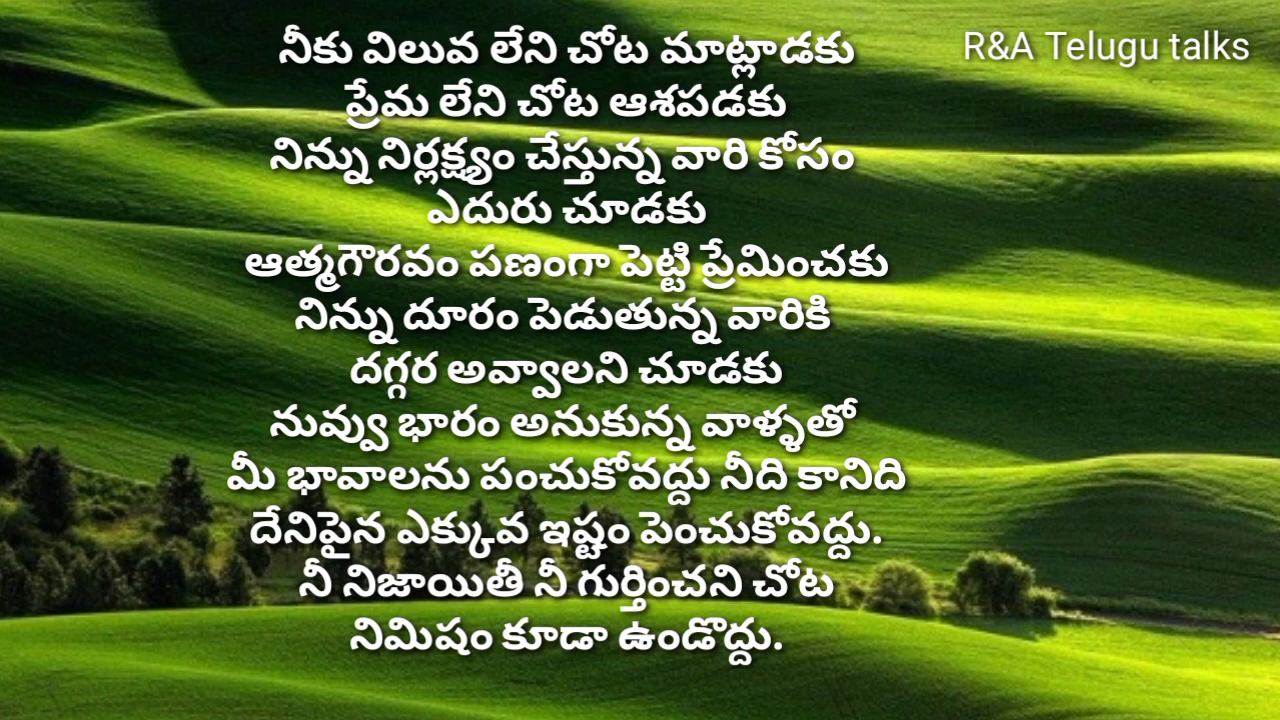 నీకు విలువ లేని చోట మాట్లాడకు
R&A Telugu talks
ప్రేమ లేని చోట ఆశపడకు
నిన్ను నిర్లక్ష్యం చేస్తున్న వారి కోసం
ఎదురు చూడకు
ఆత్మగౌరవం పణంగా పెట్టి ప్రేమించకు
నిన్ను దూరం పెడుతున్న వారికి
దగ్గర అవ్వాలని చూడకు
నువ్వు భారం అనుకున్న వాళ్ళతో
మీ భావాలను పంచుకోవద్దు నీది కానిది
దేనిపైన ఎక్కువ ఇష్టం పెంచుకోవద్దు.
నీ నిజాయితీ నీ గుర్తించని చోట
నిమిషం కూడా ఉండొద్దు.